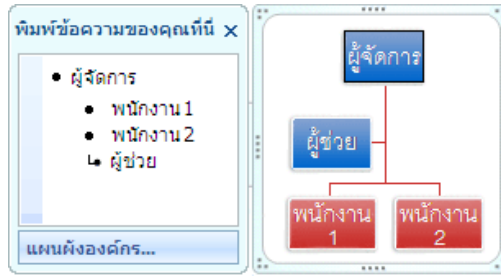 พิมพ์ข้อความของคุณที่นี่ x
ผู้จัดการ
พนักงาน 1
พนักงาน 2
ผู้ช่วย
แผนผังองค์กร...
ผู้จัดการ
ผู้ช่วย
พนักงาน
1
พนักงาน
2